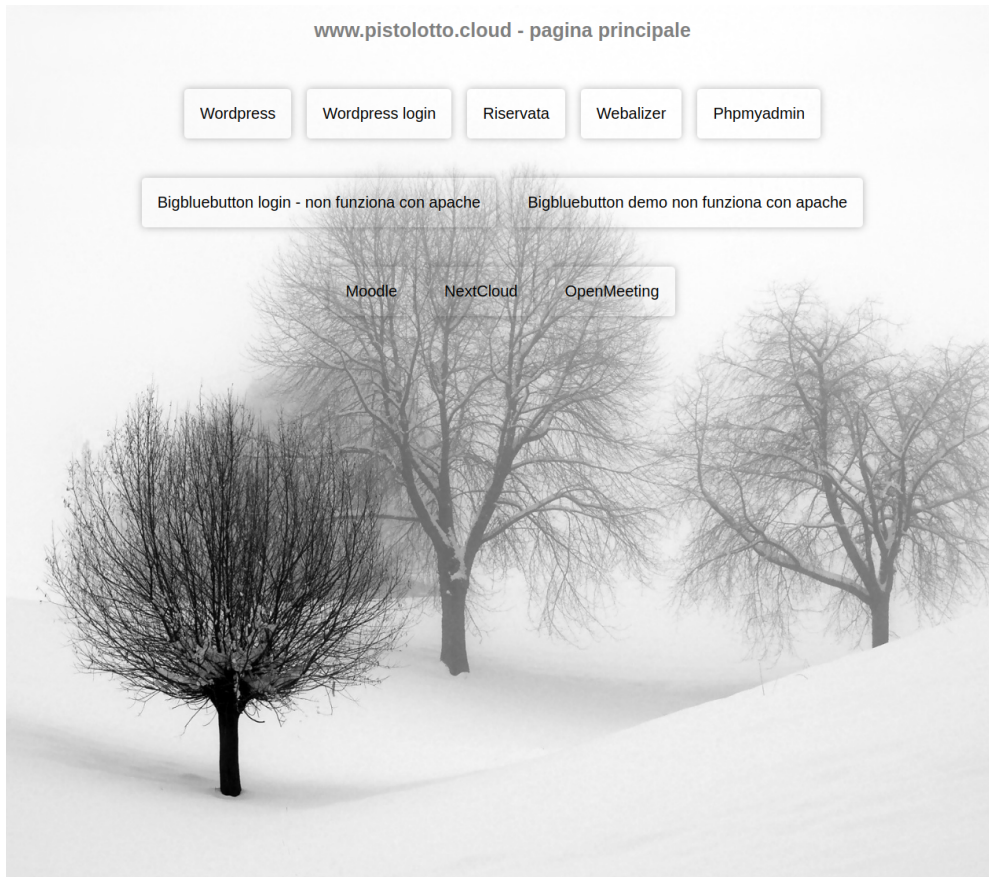 www.pistolotto.cloud - pagina principale
Wordpress Wordpress login Riservata Webalizer Phpmyadmin
Bigbluebutton login - non funziona con apache Bigbluebutton demo non funziona con apache
Moodle NextCloud OpenMeeting